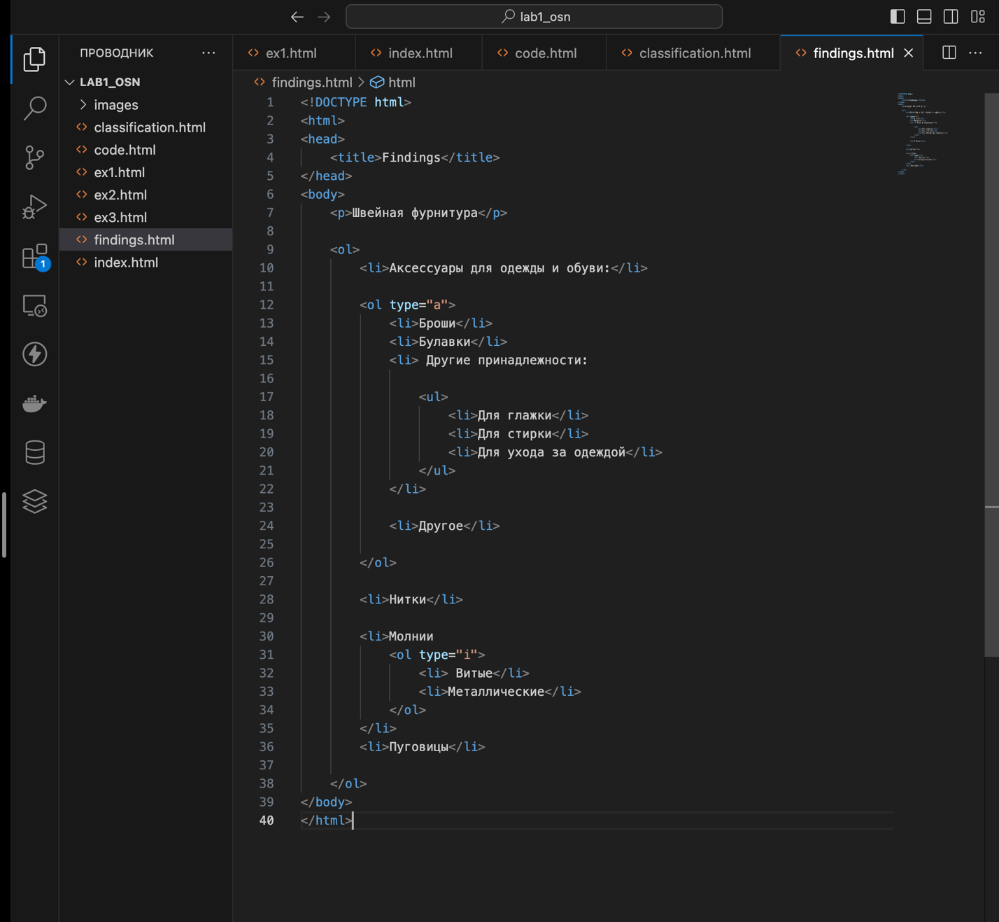 lab1_osn
ПРОВОДНИК
LAB1_OSN
images
classification.html
code.html
ex1.html
ex2.html
ex3.html
findings.html
index.html
1
ex1.html
index.html
code.html
classification.html
findings.html
findings.html > html
1 <!DOCTYPE html>
2 <html>
3 <head>
4 <title>Findings</title>
5 </head>
6 <body>
7 <p>Швейная фурнитура</p>
8
9 <ol>
10 <li>Аксессуары для одежды и обуви:</li>
11
12 <ol type="a">
13 <li>Броши</li>
14 <li>Булавки</li>
15 <li> Другие принадлежности:
16
17 <ul>
18 <li>Для глажки</li>
19 <li>Для стирки</li>
20 <li>Для ухода за одеждой</li>
21 </ul>
22 </li>
23
24 <li>Другое</li>
25
26 </ol>
27
28 <li>Нитки</li>
29
30 <li>Молнии
31 <ol type="i">
32 <li> Витые</li>
33 <li>Металлические</li>
34 </ol>
35 </li>
36 <li>Пуговицы</li>
37
38 </ol>
39 </body>
40 </html>